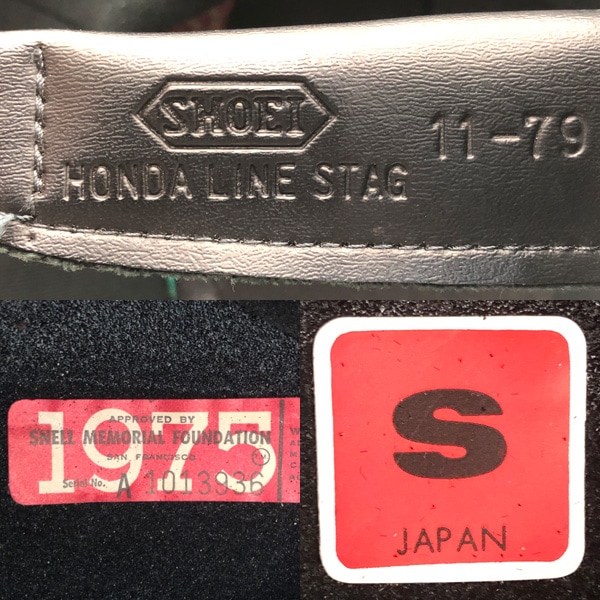 SHOEI
11-79
HONDA LINE STAG
1975
APPROVED BY
SNELL MEMORIAL FOUNDATION
SAN FRANCISCO
Serial No. A 1013936
S
JAPAN